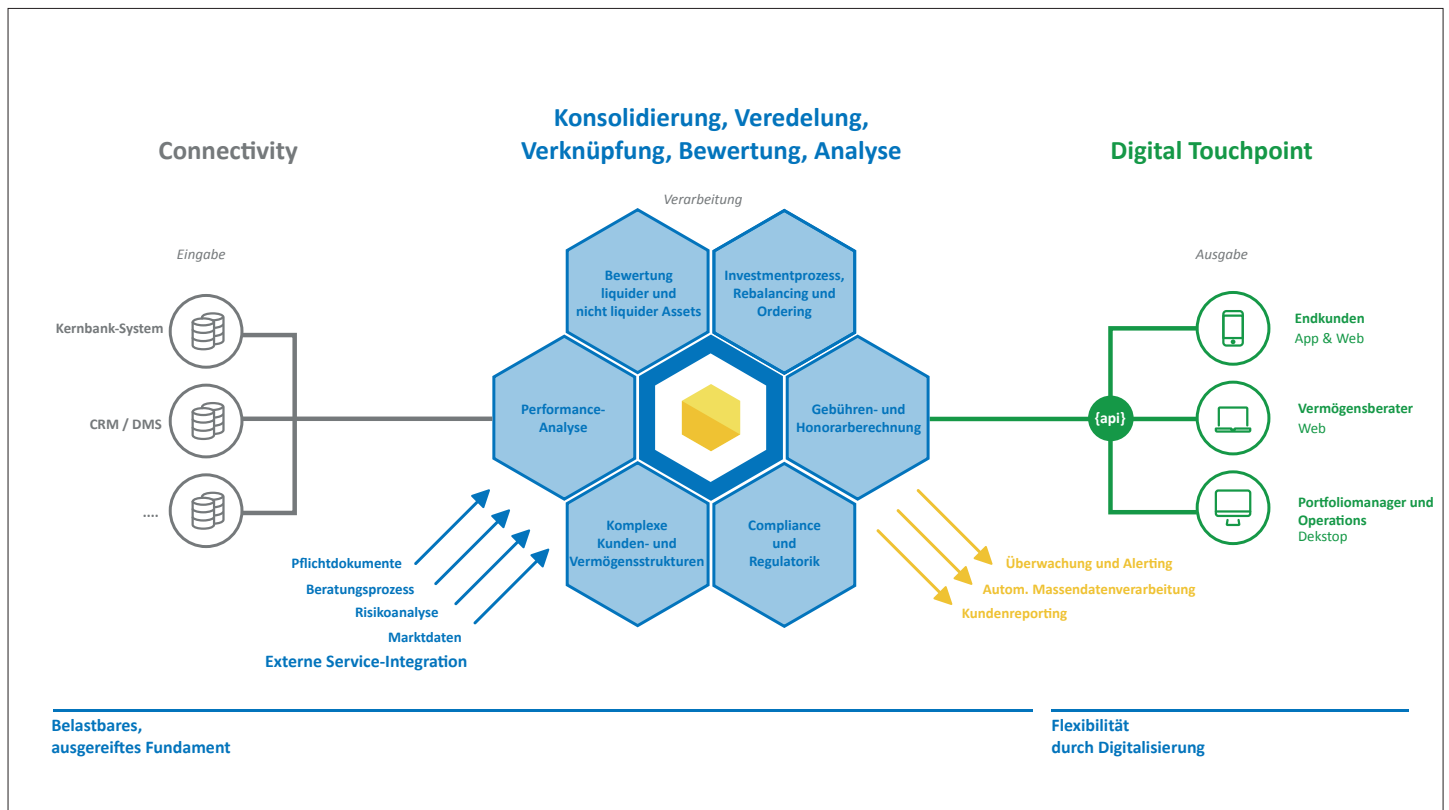 Konsolidierung, Veredelung,
Verknüpfung, Bewertung, Analyse
Connectivity
Digital Touchpoint
Verarbeitung
Eingabe
Ausgabe
Kernbank-System
CRM / DMS
....
Bewertung
liquider und
nicht liquider Assets
Investmentprozess,
Rebalancing und
Ordering
Performance-
Analyse
Gebühren- und
Honorarberechnung
Komplexe
Kunden- und
Vermögensstrukturen
Compliance
und
Regulatorik
{api}
Endkunden
App & Web
Vermögensberater
Web
Portfoliomanager und
Operations
Dekstop
Pflichtdokumente
Beratungsprozess
Risikoanalyse
Marktdaten
Externe Service-Integration
Überwachung und Alerting
Autom. Massendatenverarbeitung
Kundenreporting
Belastbares,
ausgereiftes Fundament
Flexibilität
durch Digitalisierung